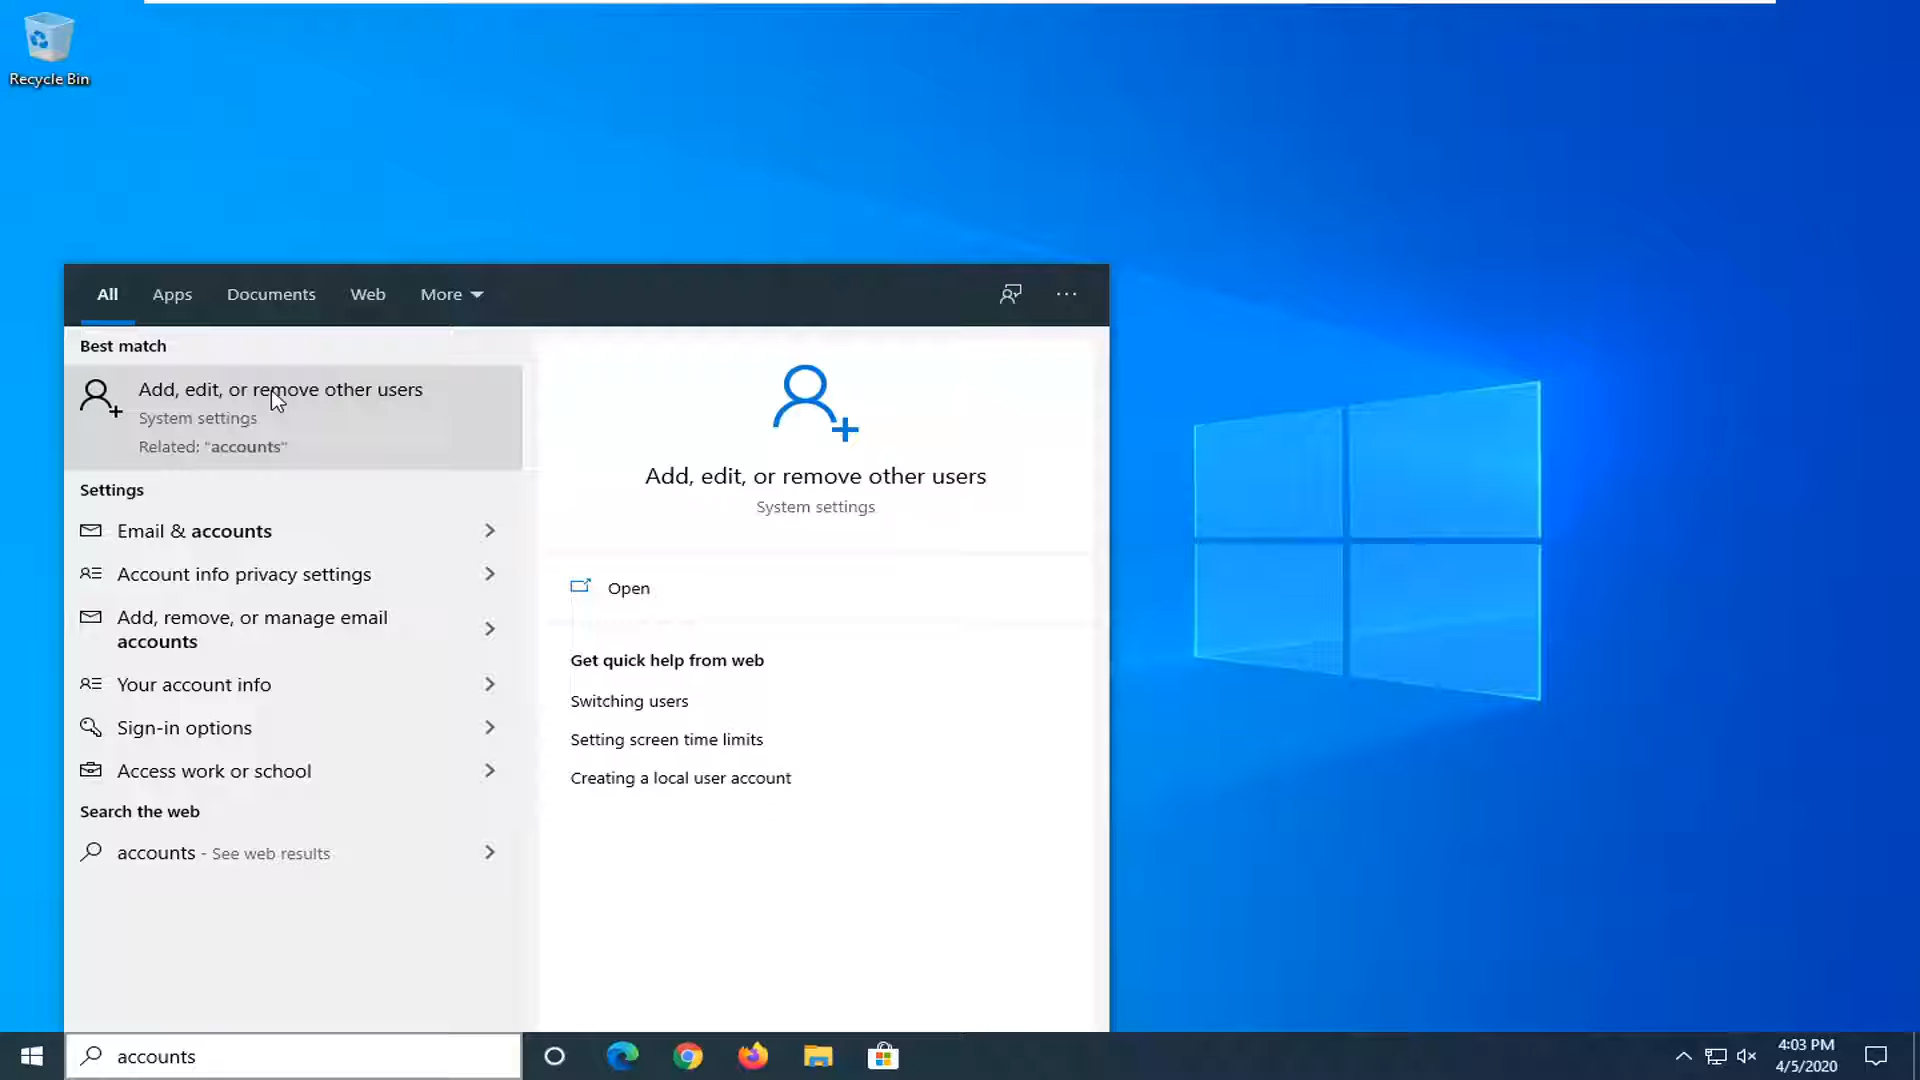 Recycle Bin
All Apps Documents Web More
Best match
Add, edit, or remove other users
System settings
Related: "accounts"
Settings
Email & accounts
Account info privacy settings
Add, remove, or manage email
accounts
Your account info
Sign-in options
Access work or school
Search the web
accounts - See web results
Add, edit, or remove other users
System settings
Open
Get quick help from web
Switching users
Setting screen time limits
Creating a local user account
accounts
4:03 PM
4/5/2020